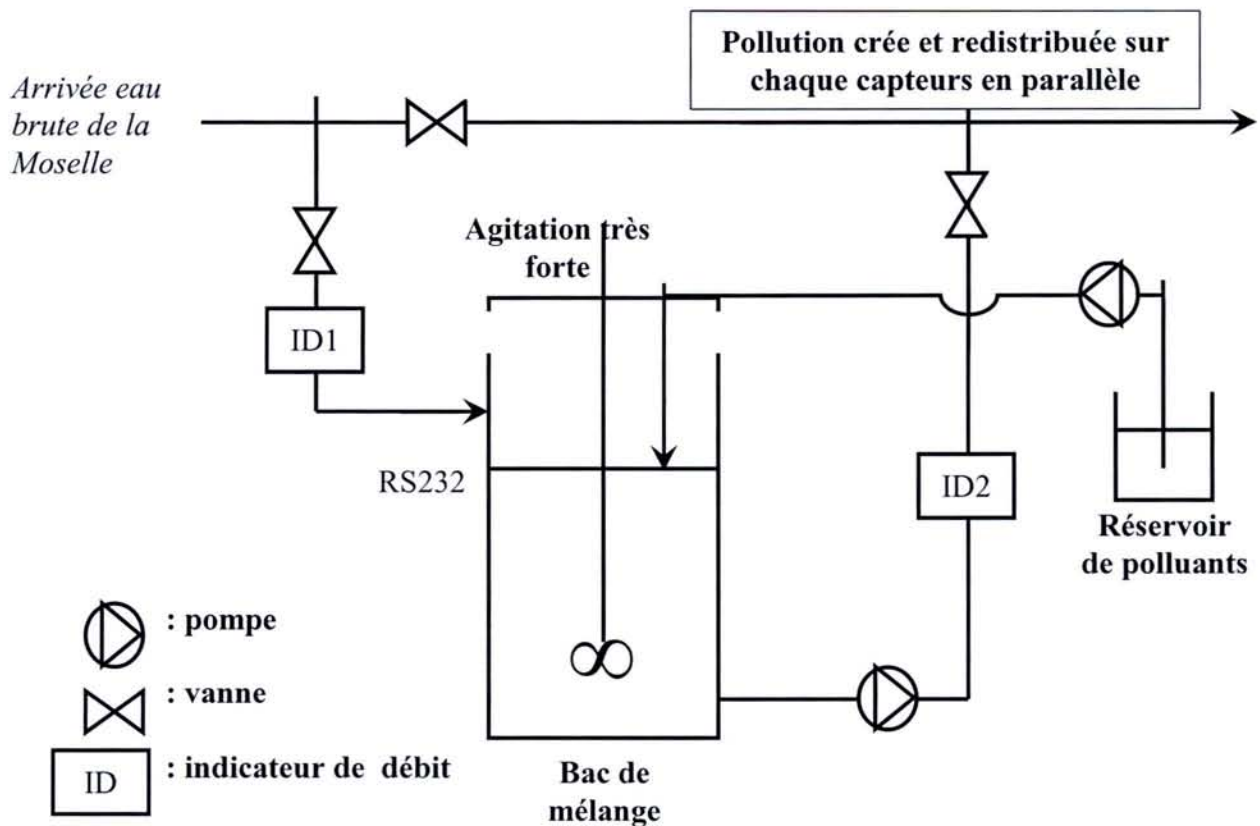 Pollution crée et redistribuée sur
chaque capteurs en parallèle
Arrivée eau
brute de la
Moselle
Agitation très
forte
ID1
RS232
ID2
Réservoir
de polluants
: pompe
: vanne
ID
: indicateur de débit
Bac de
mélange